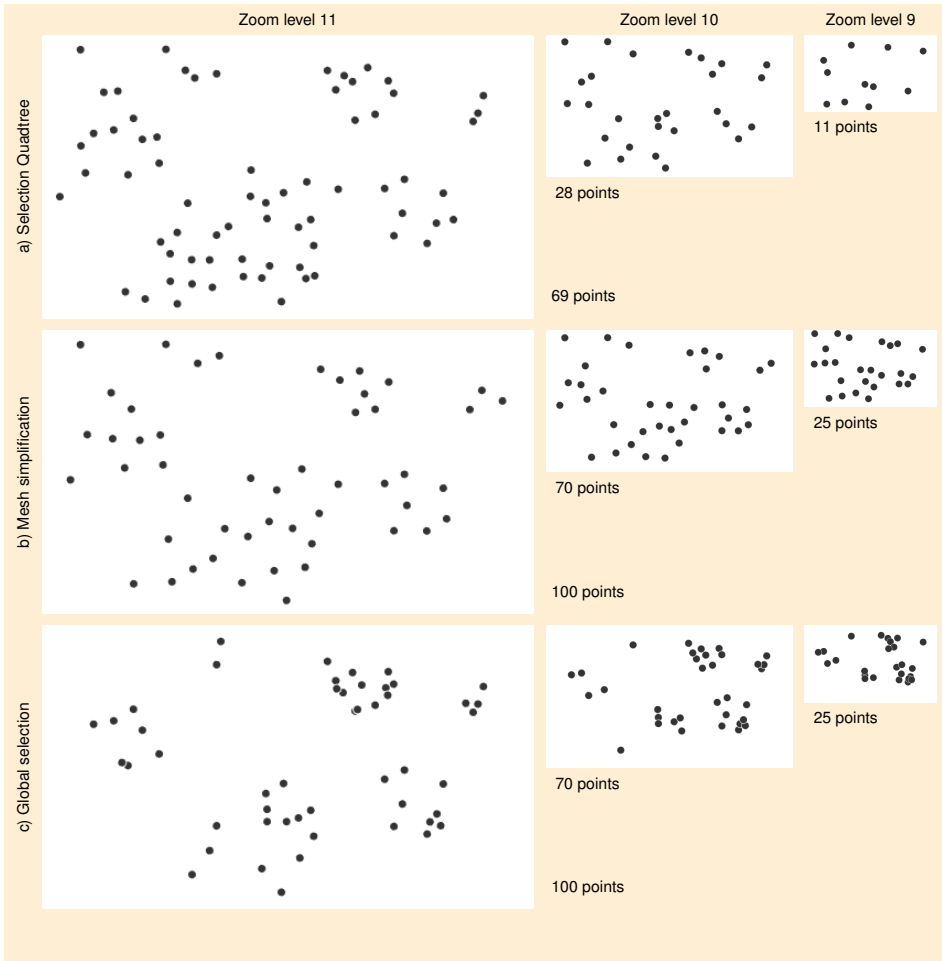 Zoom level 11
Zoom level 10
Zoom level 9
a) Selection Quadtree
11 points
28 points
69 points
b) Mesh simplification
25 points
70 points
100 points
c) Global selection
25 points
70 points
100 points